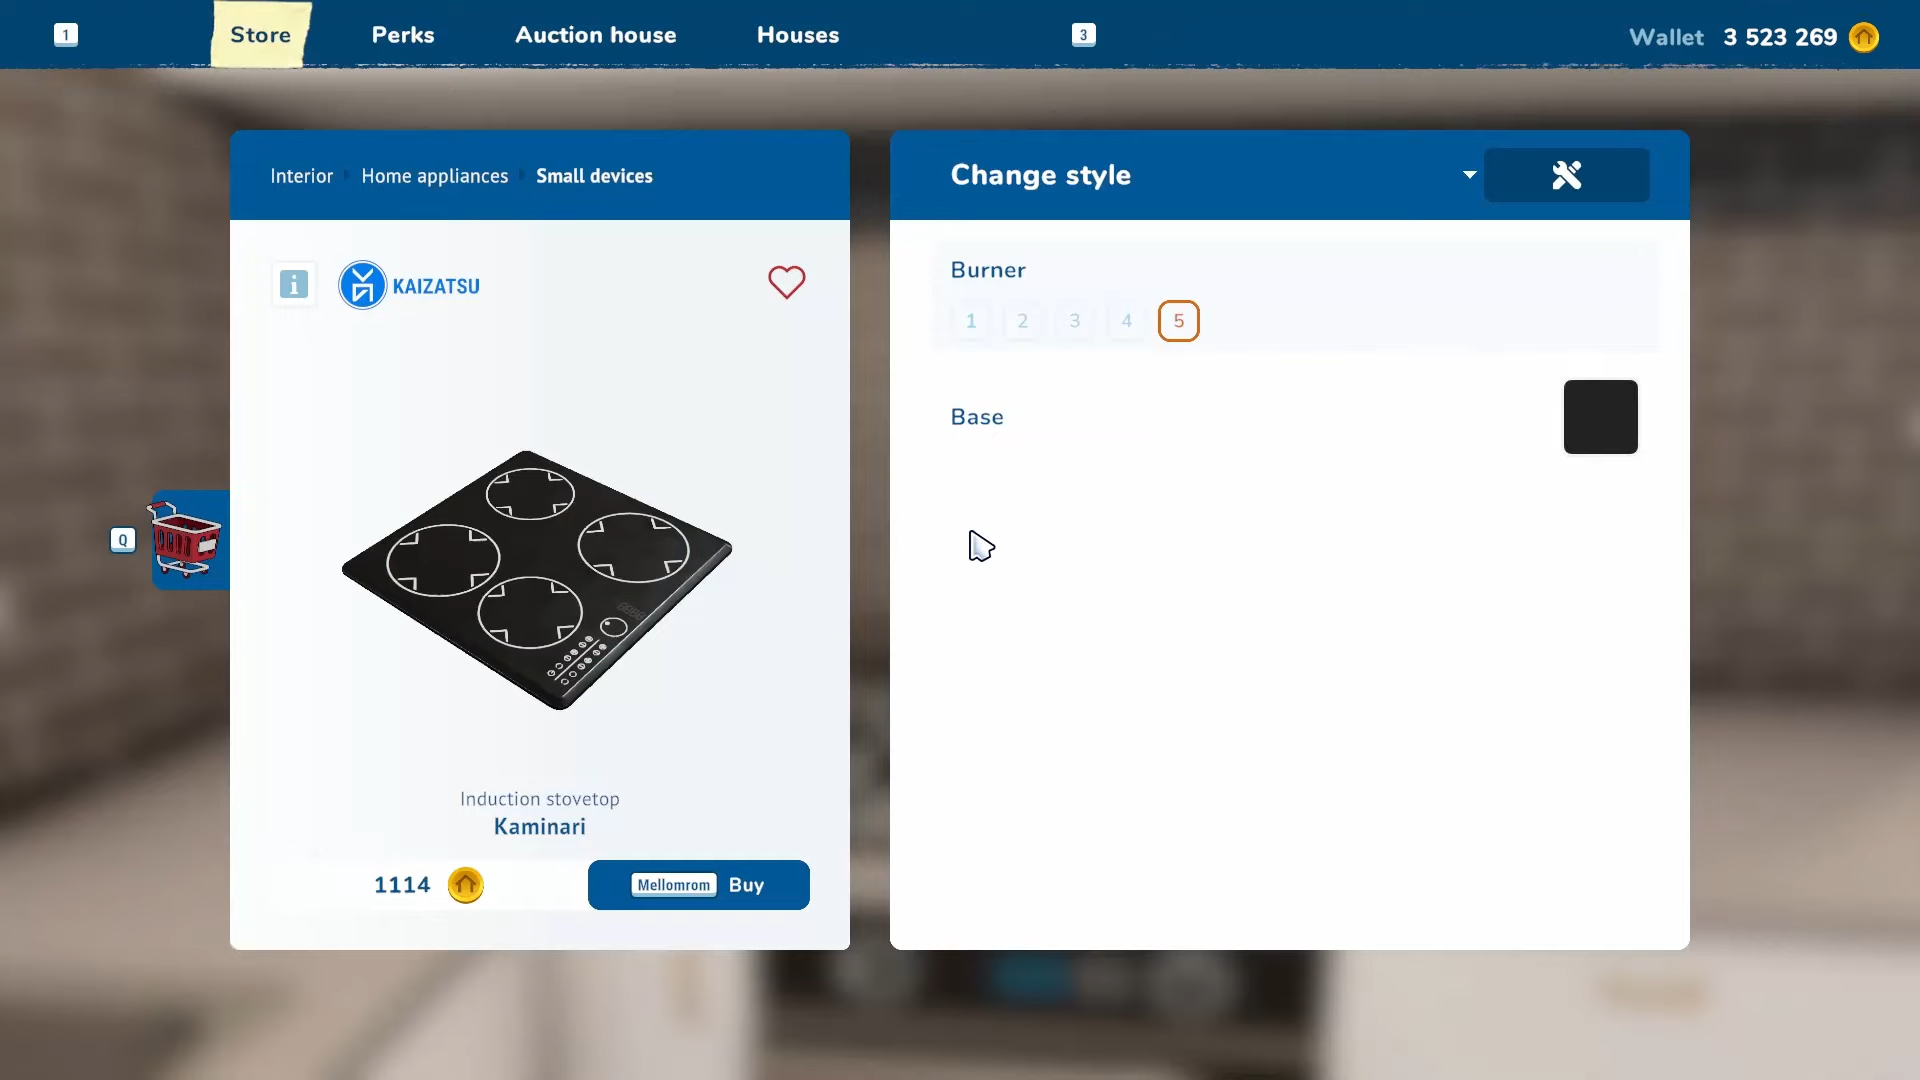 1
Store
Perks
Auction house
Houses
3
Wallet 3 523 269
Interior Home appliances Small devices
KAIZATSU
Q
Induction stovetop
Kaminari
1114
Mellomrom Buy
Change style
Burner
1 2 3 4 5
Base